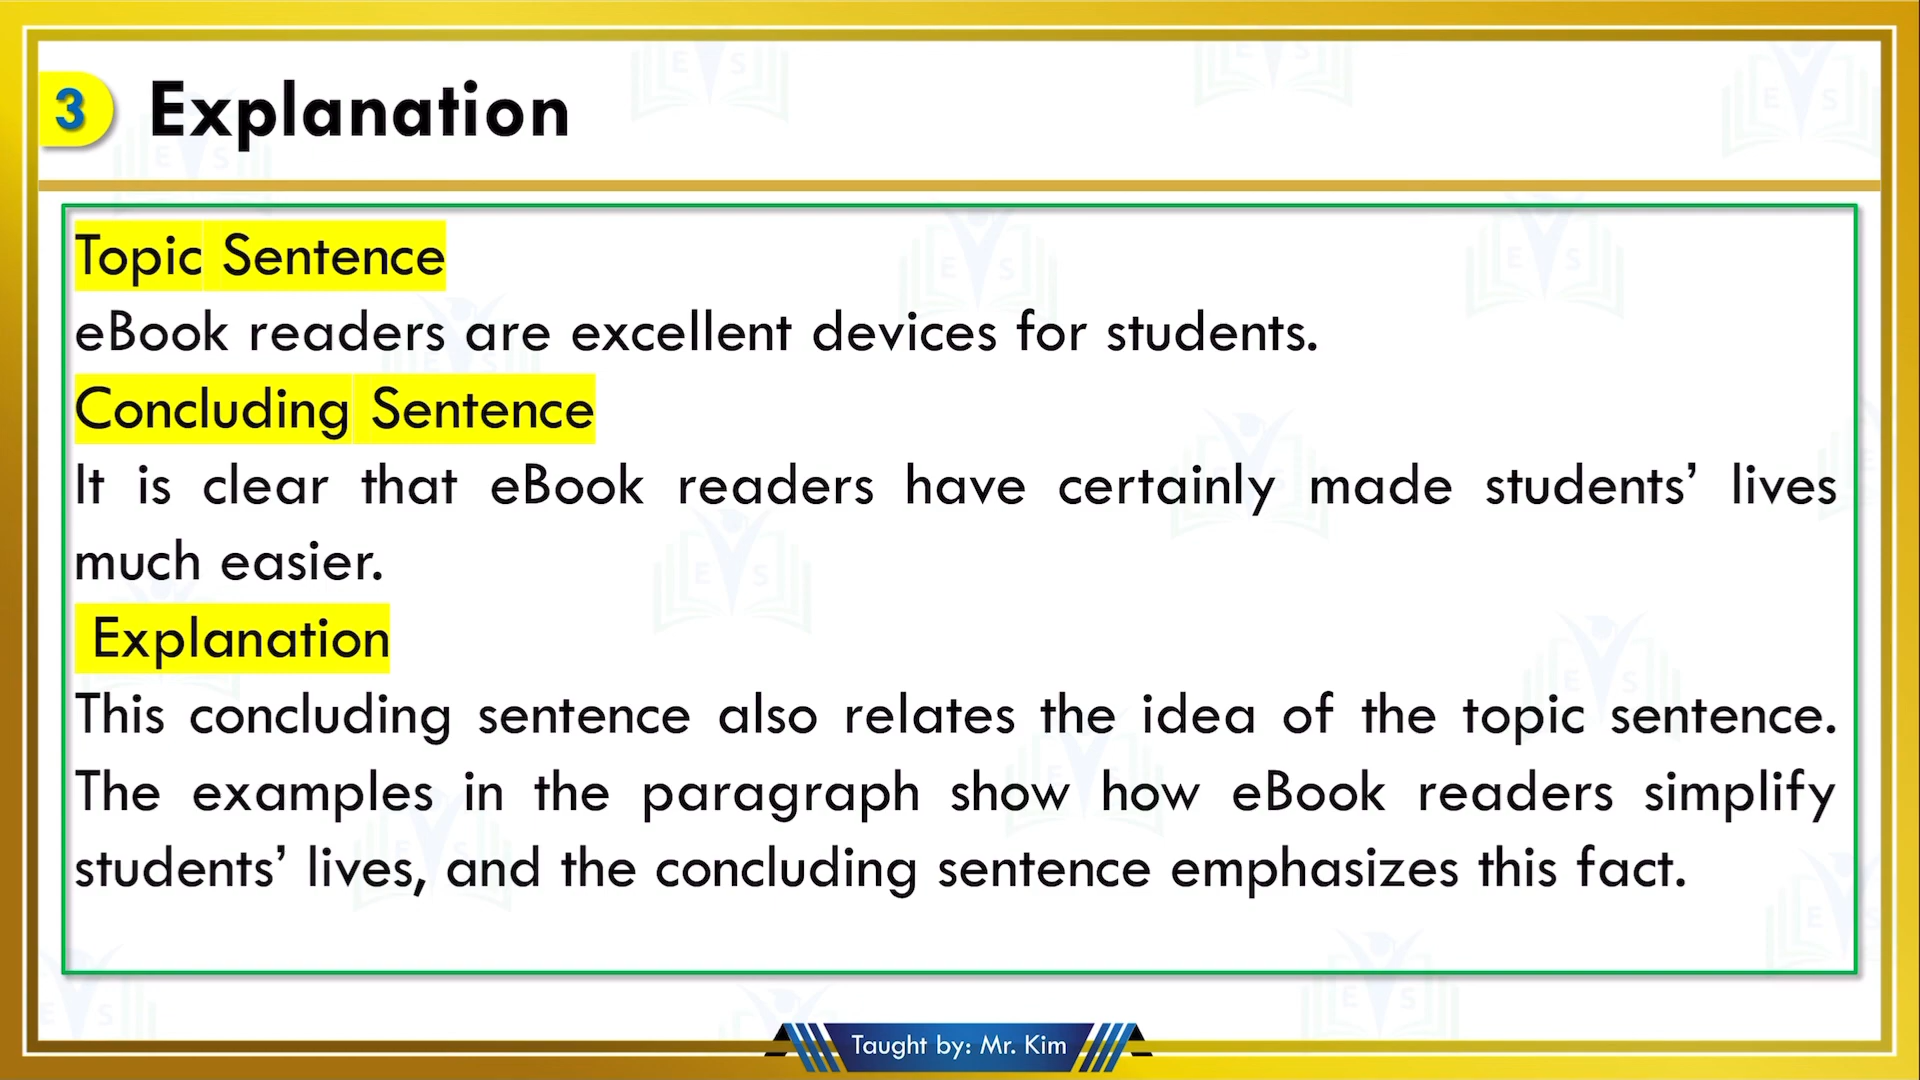 3 Explanation
Topic Sentence
eBook readers are excellent devices for students.
Concluding Sentence
It is clear that eBook readers have certainly made students’ lives
much easier.
Explanation
This concluding sentence also relates the idea of the topic sentence.
The examples in the paragraph show how eBook readers simplify
students’ lives, and the concluding sentence emphasizes this fact.
Taught by: Mr. Kim